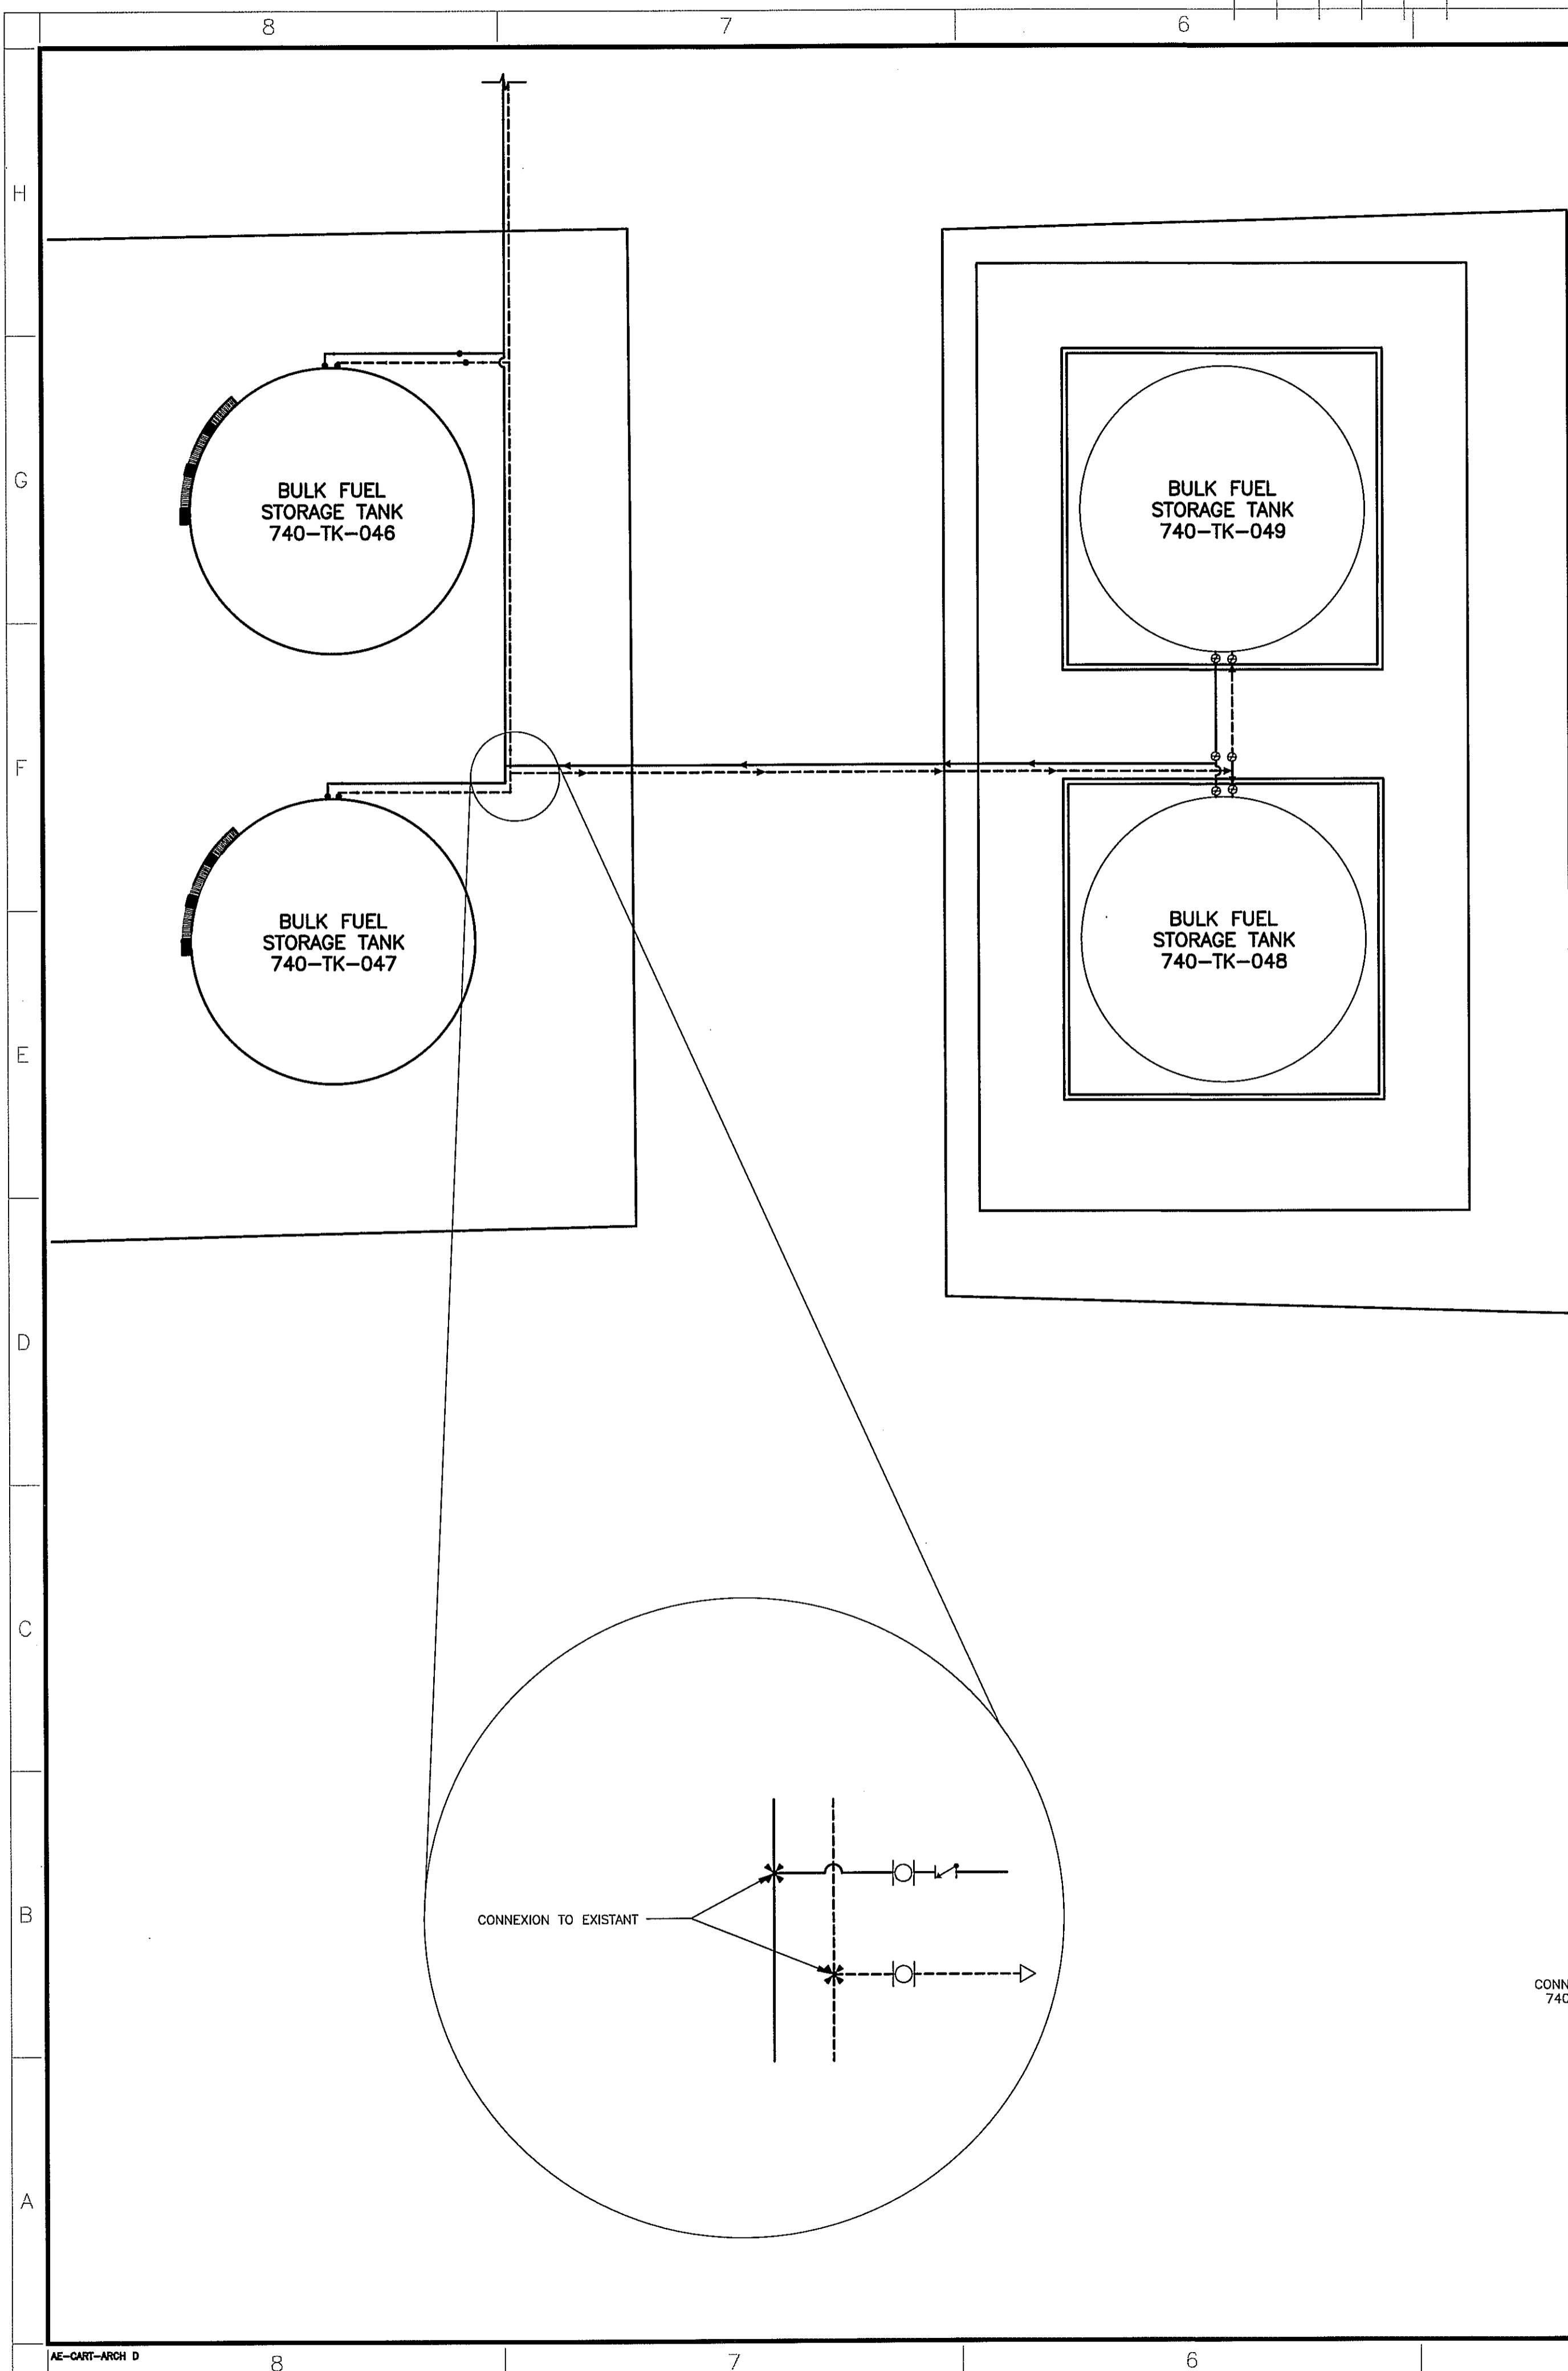 8 7 6
H
G
F
E
D
C
B
A
BULK FUEL
STORAGE TANK
740-TK-046
BULK FUEL
STORAGE TANK
740-TK-049
BULK FUEL
STORAGE TANK
740-TK-047
BULK FUEL
STORAGE TANK
740-TK-048
CONNEXION TO EXISTANT
CONN
740
AE-CART-ARCH D
8 7 6